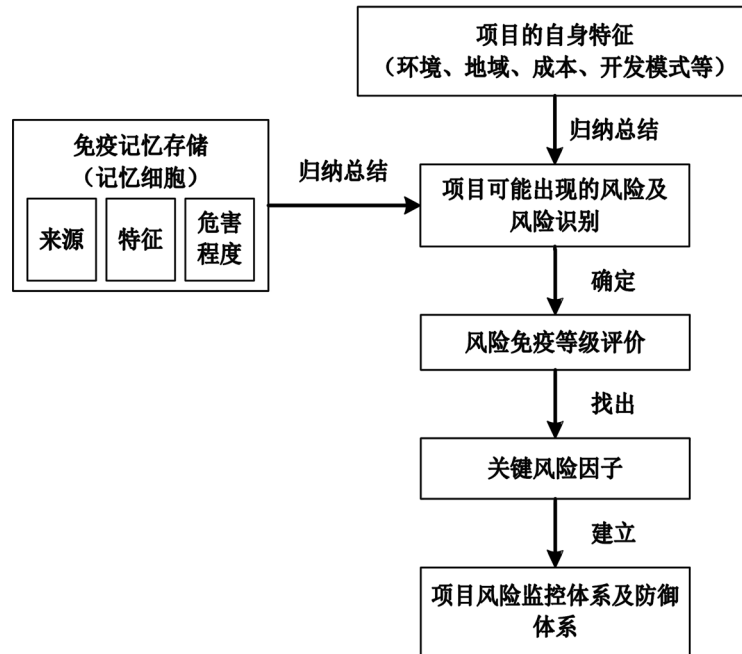 项目的自身特征
（环境、地域、成本、开发模式等）
归纳总结
免疫记忆存储
（记忆细胞）
来源
特征
危害
程度
归纳总结
项目可能出现的风险及
风险识别
确定
风险免疫等级评价
找出
关键风险因子
建立
项目风险监控体系及防御
体系